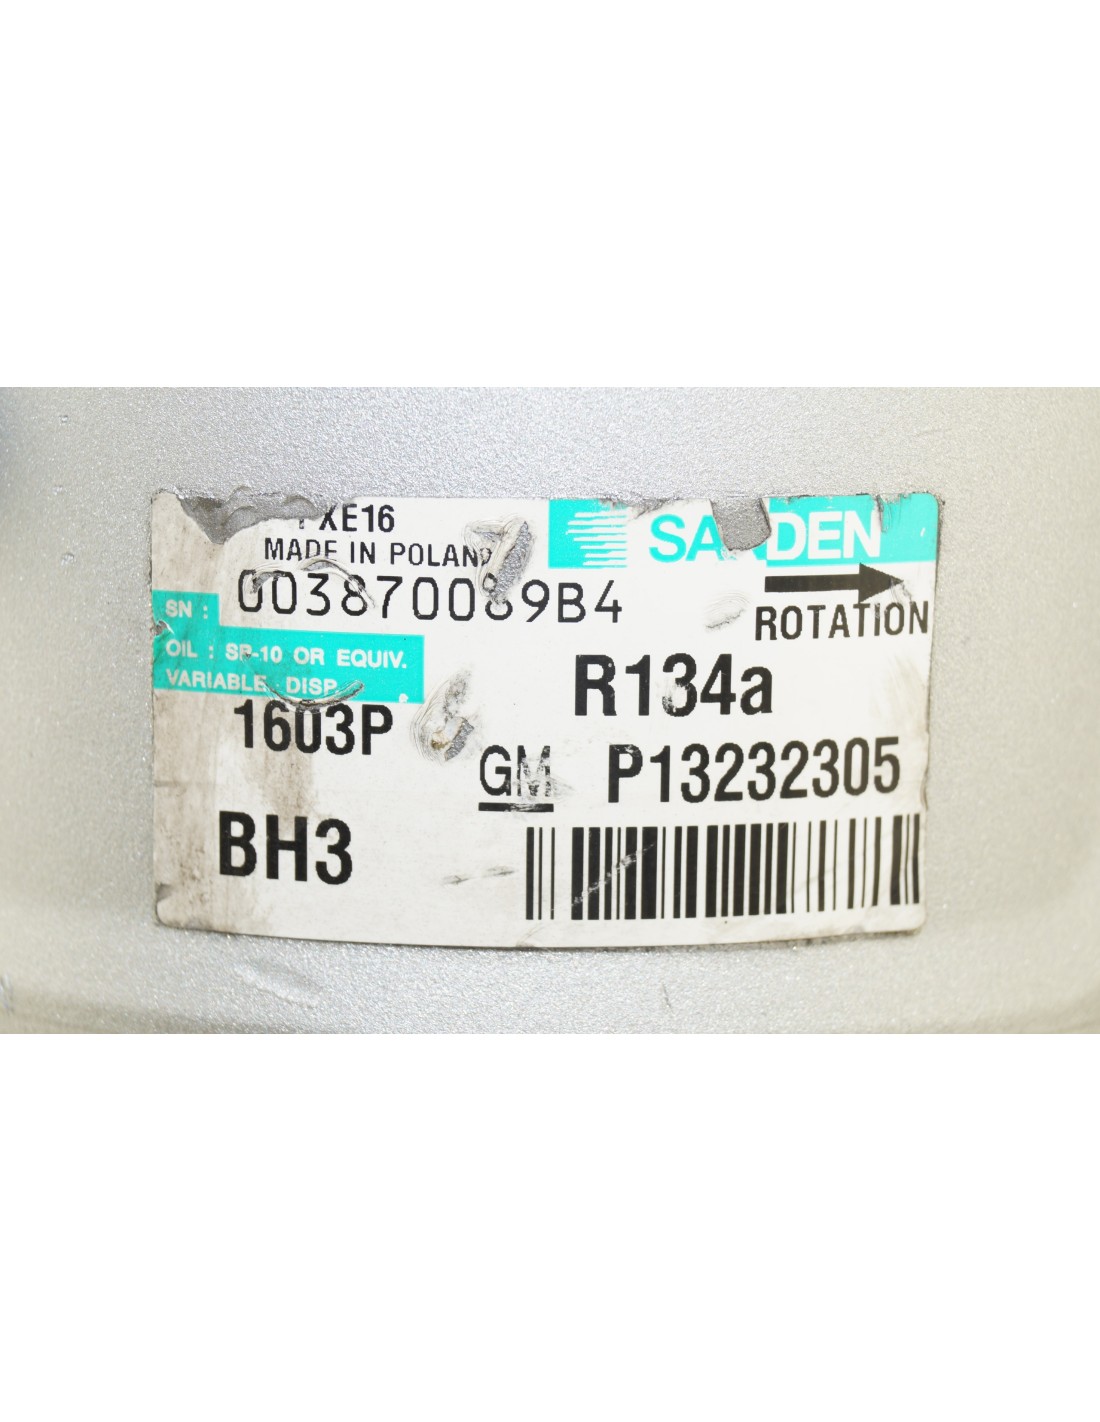 PXE16
MADE IN POLAND
SANDEN
SN : 003870089B4
ROTATION
OIL : SP-10 OR EQUIV.
VARIABLE DISP
R134a
1603P
GM P13232305
BH3